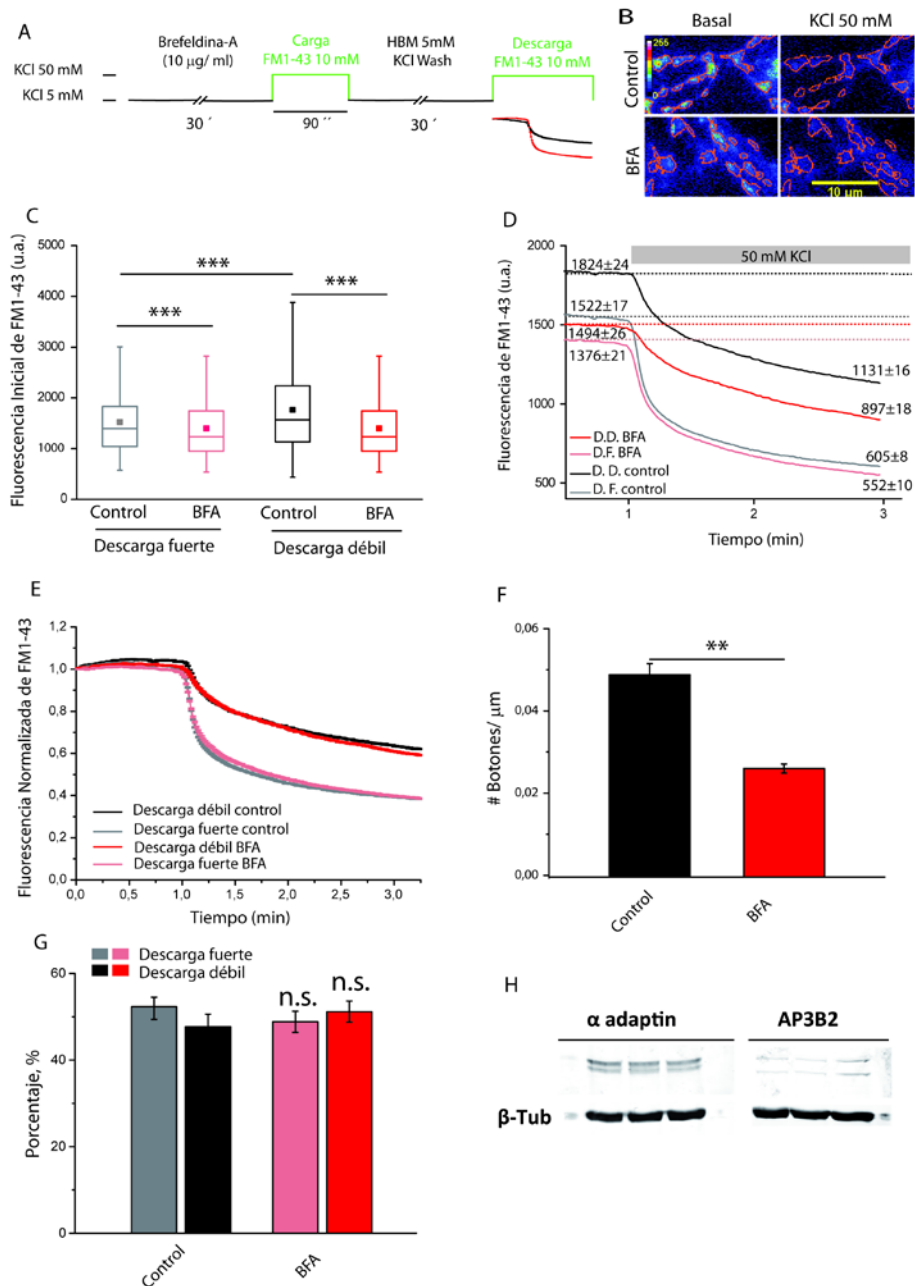 A
Brefeldina-A
(10 µg/ ml)
Carga
FM1-43 10 mM
HBM 5mM
KCl Wash
Descarga
FM1-43 10 mM
KCl 50 mM
KCl 5 mM
30 ´
90 ´´
30 ´
B
Basal
KCl 50 mM
Control
BFA
255
0
10 µm
C
Fluorescencia Inicial de FM1-43 (u.a.)
5000
4000
3000
2000
1000
0
***
***
***
Control
BFA
Control
BFA
Descarga fuerte
Descarga débil
D
Fluorescencia de FM1-43 (u.a.)
2000
1500
1000
500
50 mM KCl
1824±24
1522±17
1494±26
1376±21
1131±16
897±18
605±8
552±10
D.D. BFA
D.F. BFA
D. D. control
D. F. control
1
2
3
Tiempo (min)
E
Fluorescencia Normalizada de FM1-43
1,2
1,0
0,8
0,6
0,4
0,2
0,0
Descarga débil control
Descarga fuerte control
Descarga débil BFA
Descarga fuerte BFA
0,0
0,5
1,0
1,5
2,0
2,5
3,0
Tiempo (min)
F
# Botones/ µm
0,06
0,04
0,02
0,00
**
Control
BFA
G
Descarga fuerte
Descarga débil
Porcentaje, %
60
40
20
0
n.s.
n.s.
Control
BFA
H
α adaptin
AP3B2
β-Tub